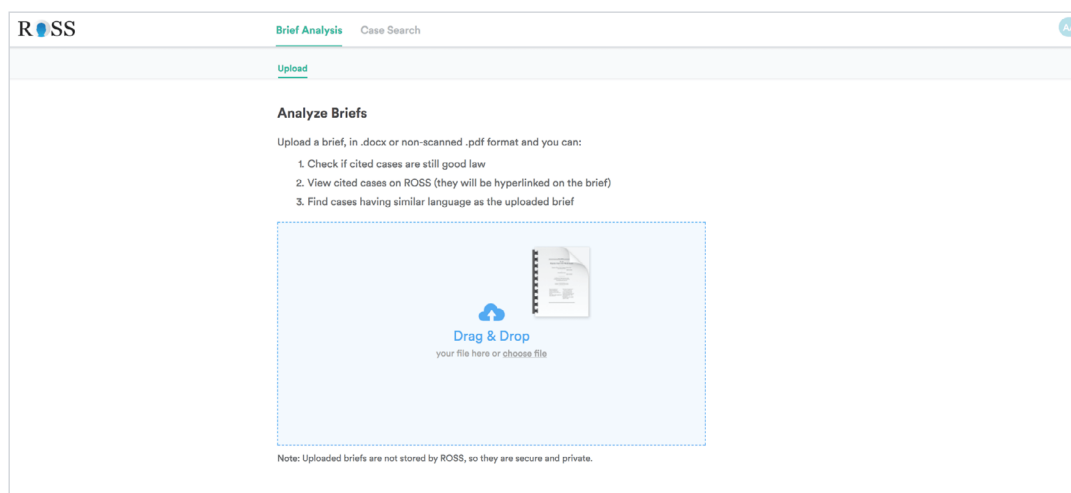 ROSS
Brief Analysis Case Search
Upload
Analyze Briefs
Upload a brief, in .docx or non-scanned .pdf format and you can:
1. Check if cited cases are still good law
2. View cited cases on ROSS (they will be hyperlinked on the brief)
3. Find cases having similar language as the uploaded brief
Drag & Drop
your file here or choose file
Note: Uploaded briefs are not stored by ROSS, so they are secure and private.